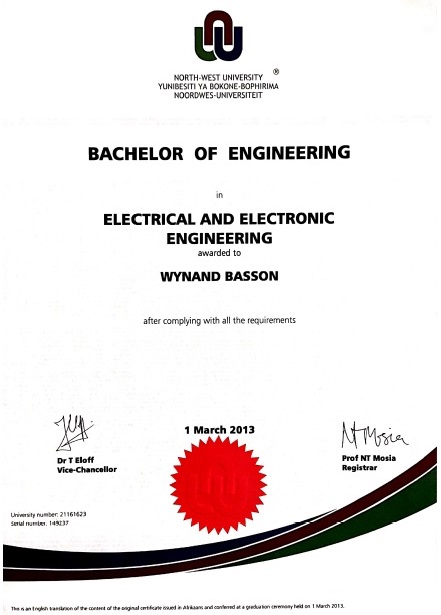 NORTH-WEST UNIVERSITY ®
YUNIBESITI YA BOKONE-BOPHIRIMA
NOORDWES-UNIVERSITEIT
BACHELOR OF ENGINEERING
in
ELECTRICAL AND ELECTRONIC
ENGINEERING
awarded to
WYNAND BASSON
after complying with all the requirements
1 March 2013
NT Mosia
Dr T Eloff
Vice-Chancellor
Prof NT Mosia
Registrar
University number: 21161623
Serial number: 149237
This is an English translation of the content of the original certificate issued in Afrikaans and conferred at a graduation ceremony held on 1 March 2013.